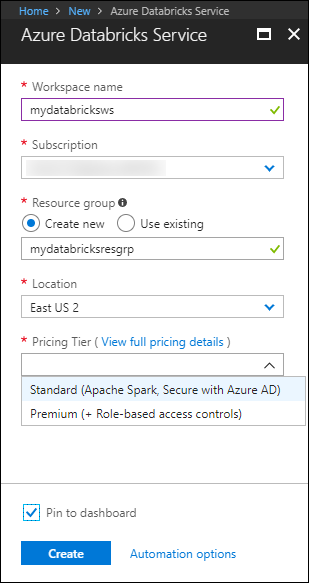 Home > New > Azure Databricks Service
Azure Databricks Service
* Workspace name
mydatabricksws
* Subscription
* Resource group
Create new Use existing
mydatabricksresgrp
* Location
East US 2
* Pricing Tier ( View full pricing details )
Standard (Apache Spark, Secure with Azure AD)
Premium (+ Role-based access controls)
Pin to dashboard
Create Automation options